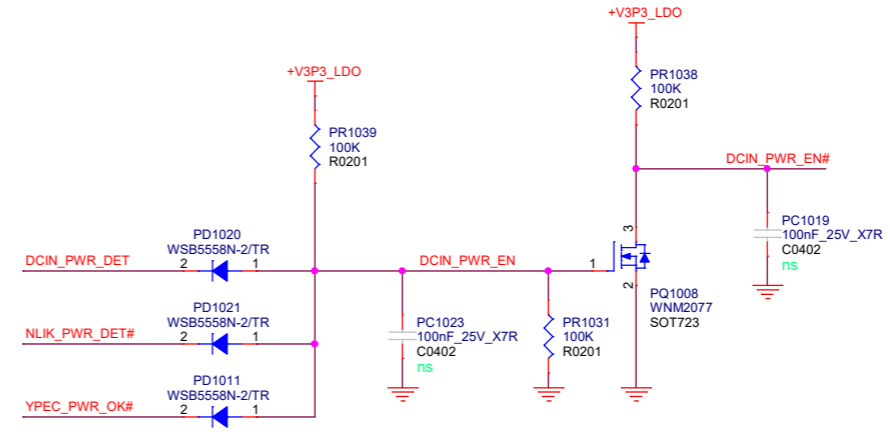 +V3P3_LDO
PR1038
100K
R0201
+V3P3_LDO
PR1039
100K
R0201
DCIN_PWR_EN#
PC1019
100nF_25V_X7R
C0402
ns
3
1
2
PQ1008
WNM2077
SOT723
PD1020
WSB5558N-2/TR
DCIN_PWR_DET
2
1
DCIN_PWR_EN
PD1021
WSB5558N-2/TR
NLIK_PWR_DET#
2
1
PC1023
100nF_25V_X7R
C0402
ns
PR1031
100K
R0201
PD1011
WSB5558N-2/TR
YPEC_PWR_OK#
2
1